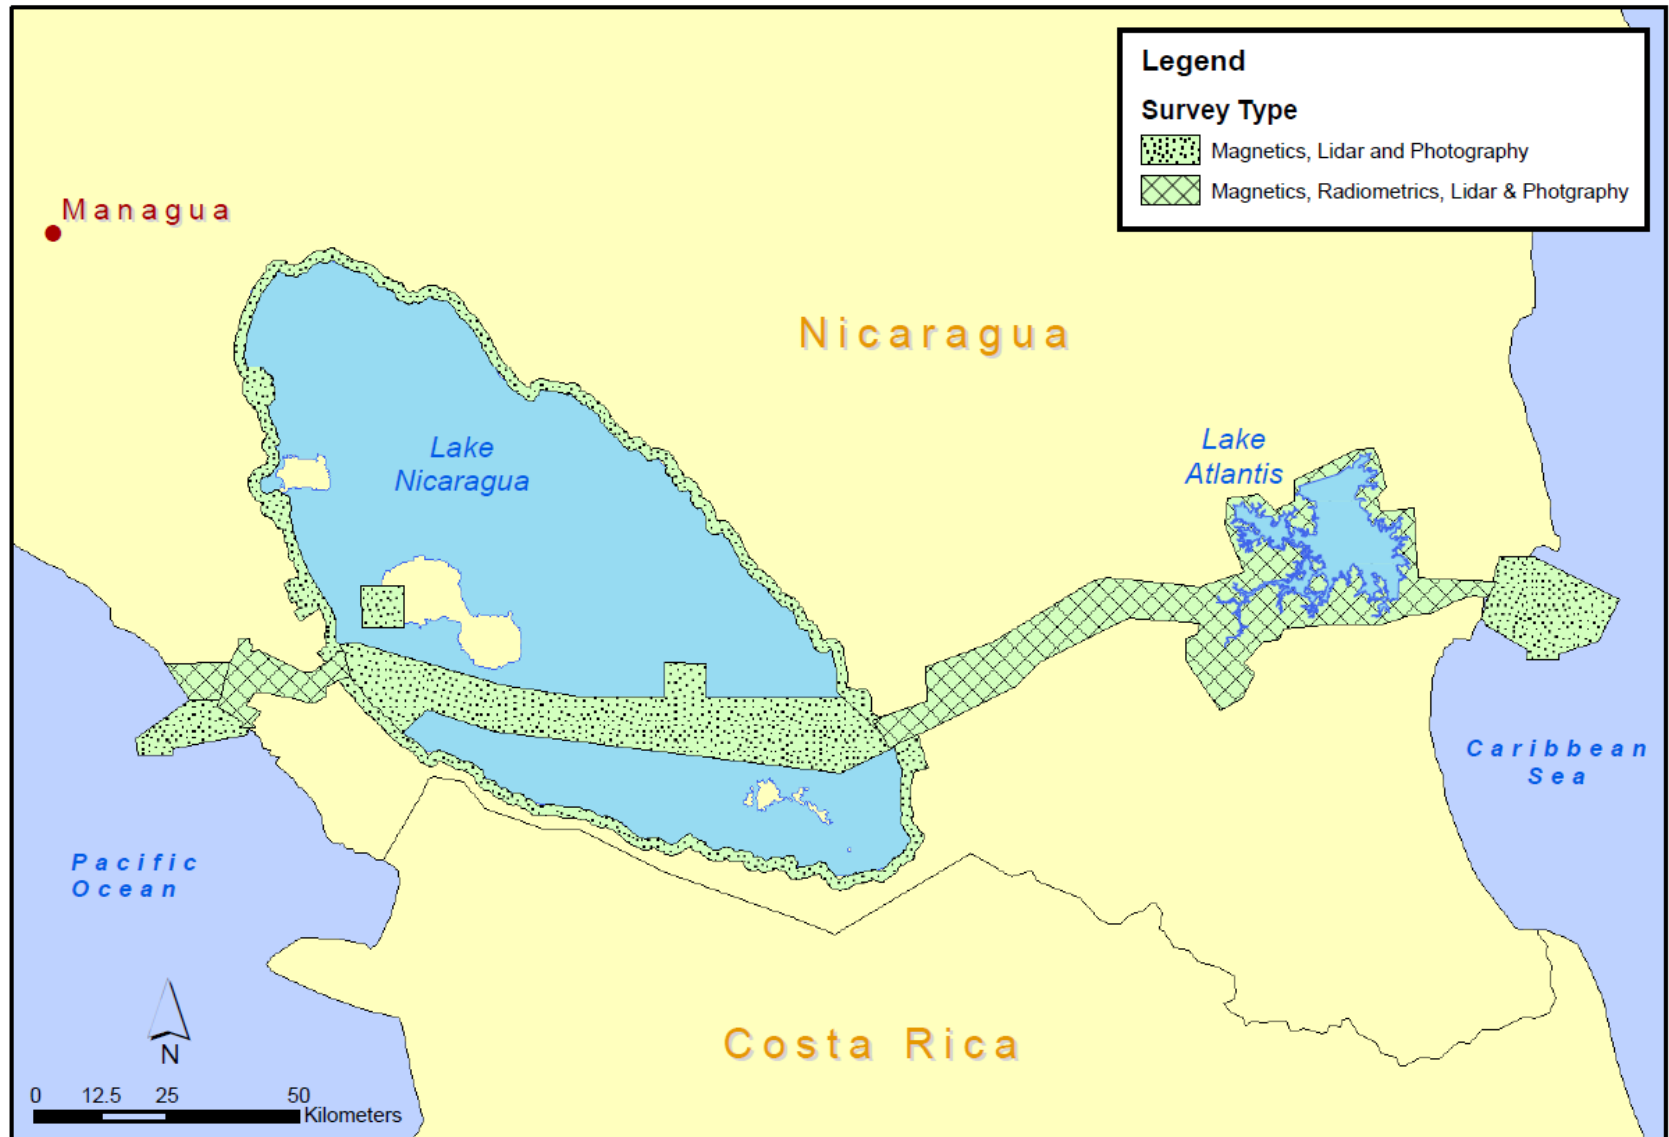 Legend
Survey Type
Magnetics, Lidar and Photography
Magnetics, Radiometrics, Lidar & Photgraphy
Managua
Nicaragua
Lake
Nicaragua
Lake
Atlantis
Caribbean
Sea
Pacific
Ocean
Costa Rica
N
0 12.5 25 50
Kilometers